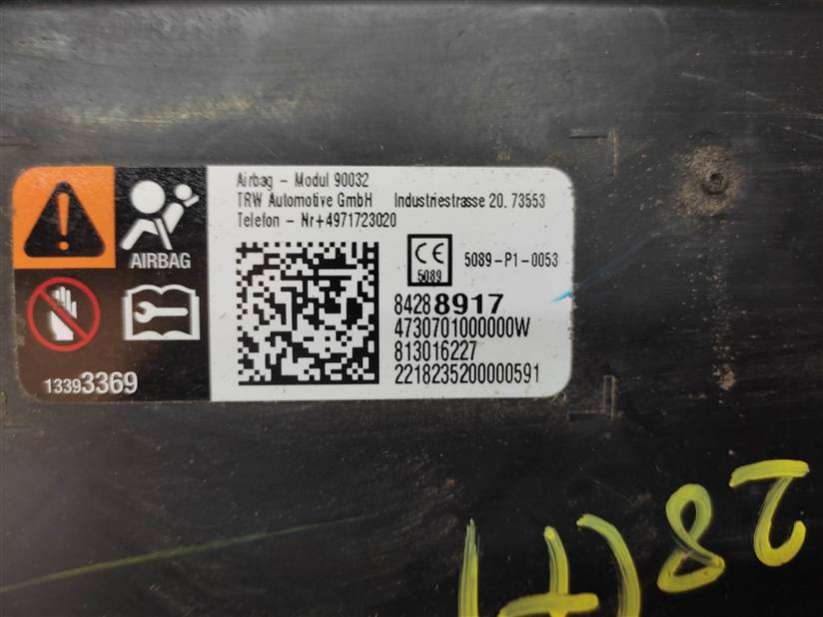 Airbag - Modul 90032
TRW Automotive GmbH Industriestrasse 20, 73553
Telefon - Nr+4971723020
AIRBAG
CE
5089
5089-P1-0053
84288917
4730701000000W
813016227
2218235200000591
13393369